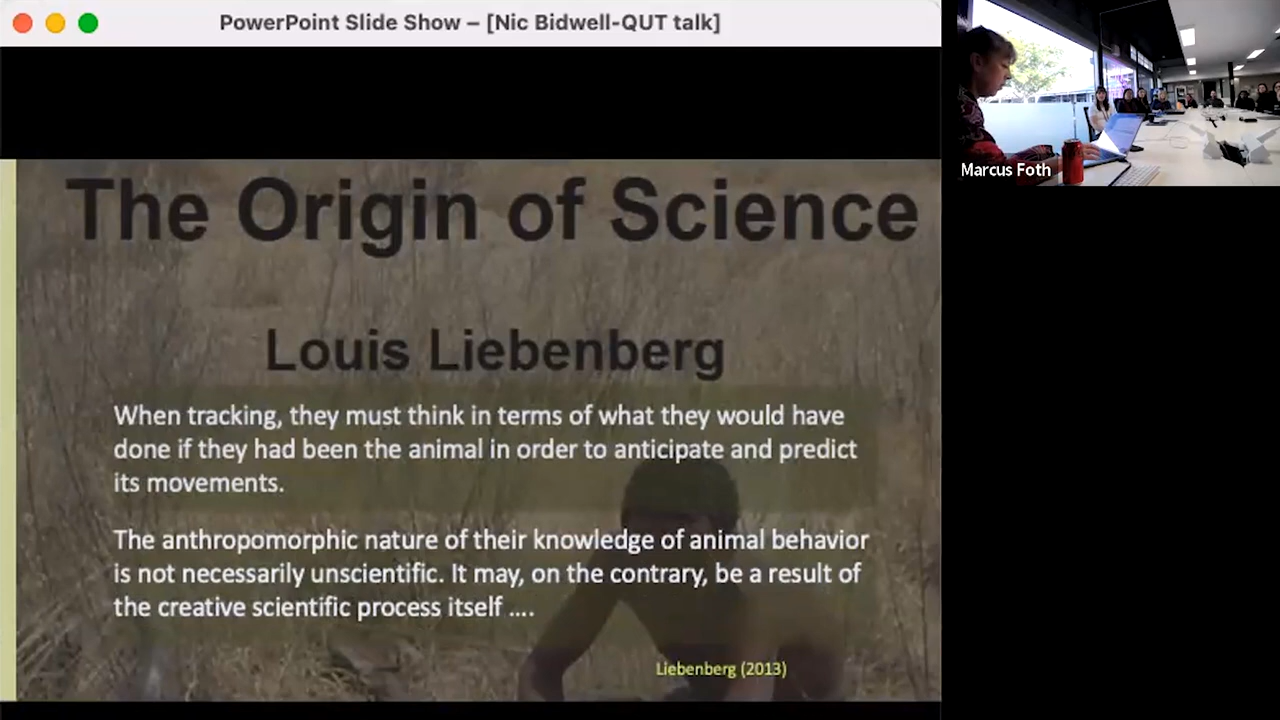 PowerPoint Slide Show – [Nic Bidwell-QUT talk]
Marcus Foth
The Origin of Science
Louis Liebenberg
When tracking, they must think in terms of what they would have
done if they had been the animal in order to anticipate and predict
its movements.
The anthropomorphic nature of their knowledge of animal behavior
is not necessarily unscientific. It may, on the contrary, be a result of
the creative scientific process itself ....
Liebenberg (2013)